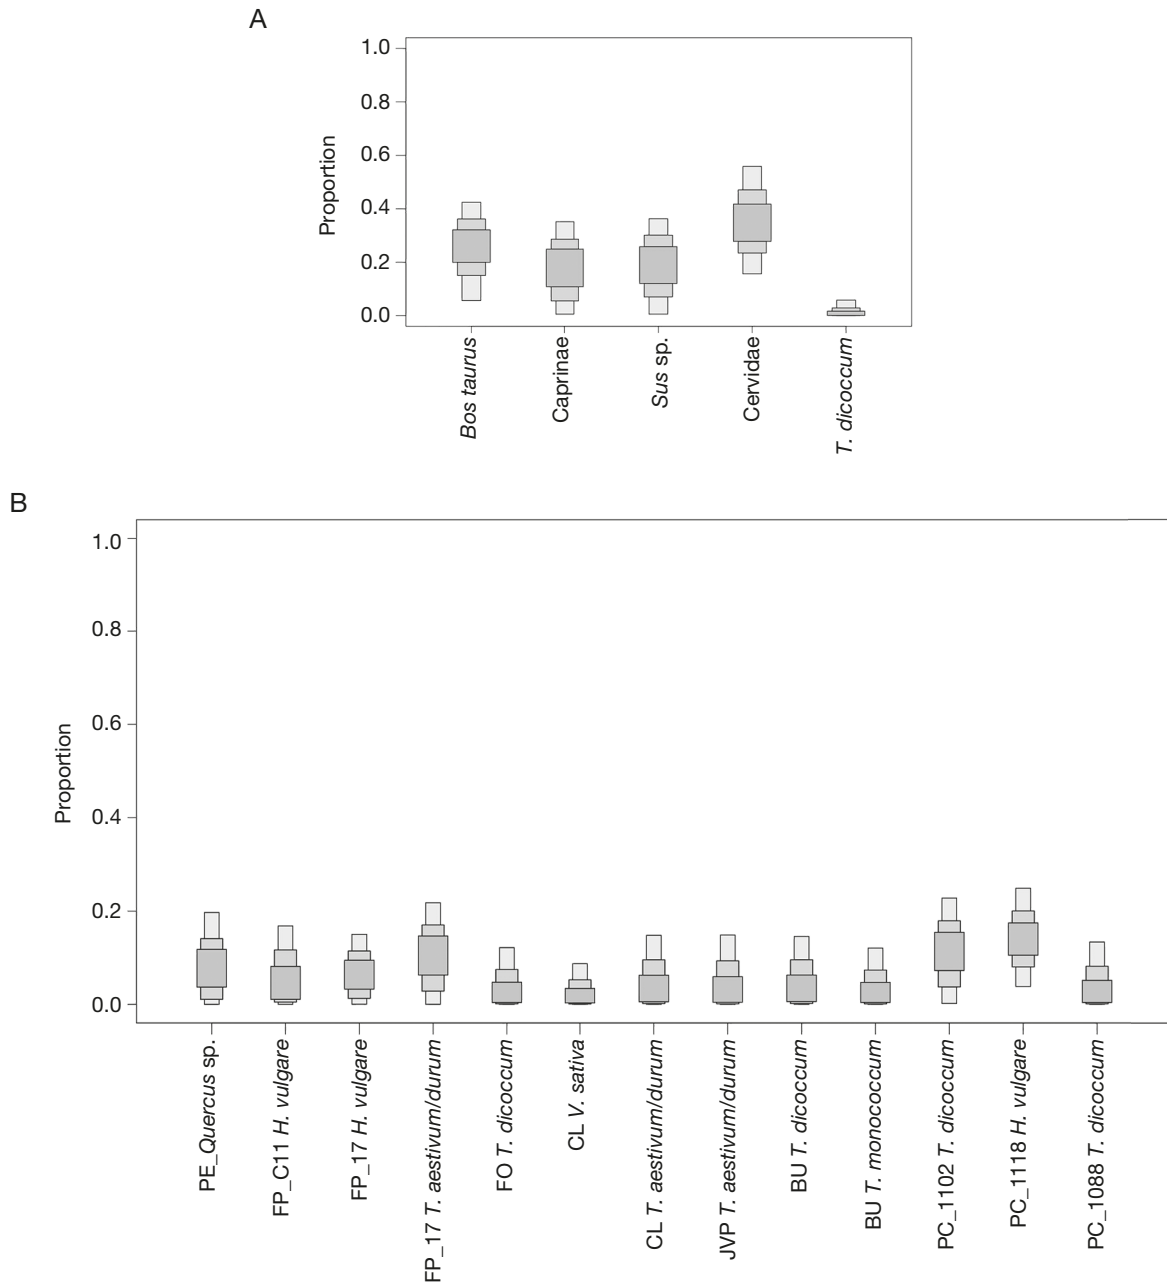 A
1.0
0.8
0.6
0.4
0.2
0.0
Proportion
Bos taurus
Caprinae
Sus sp.
Cervidae
T. dicoccum
B
1.0
0.8
0.6
0.4
0.2
0.0
Proportion
PE_Quercus sp.
FP_C11 H. vulgare
FP_17 H. vulgare
FP_17 T. aestivum/durum
FO T. dicoccum
CL V. sativa
CL T. aestivum/durum
JVP T. aestivum/durum
BU T. dicoccum
BU T. monococcum
PC_1102 T. dicoccum
PC_1118 H. vulgare
PC_1088 T. dicoccum